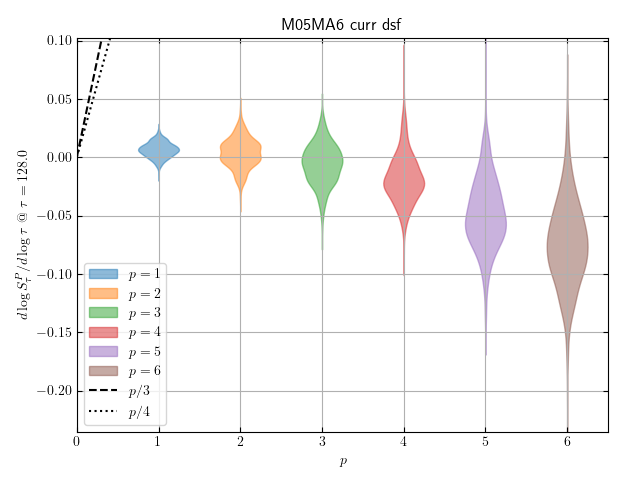 M05MA6 curr dsf
d log S_τ^P / d log τ @ τ = 128.0
0.10
0.05
0.00
−0.05
−0.10
−0.15
−0.20
p = 1
p = 2
p = 3
p = 4
p = 5
p = 6
p/3
p/4
0 1 2 3 4 5 6
p